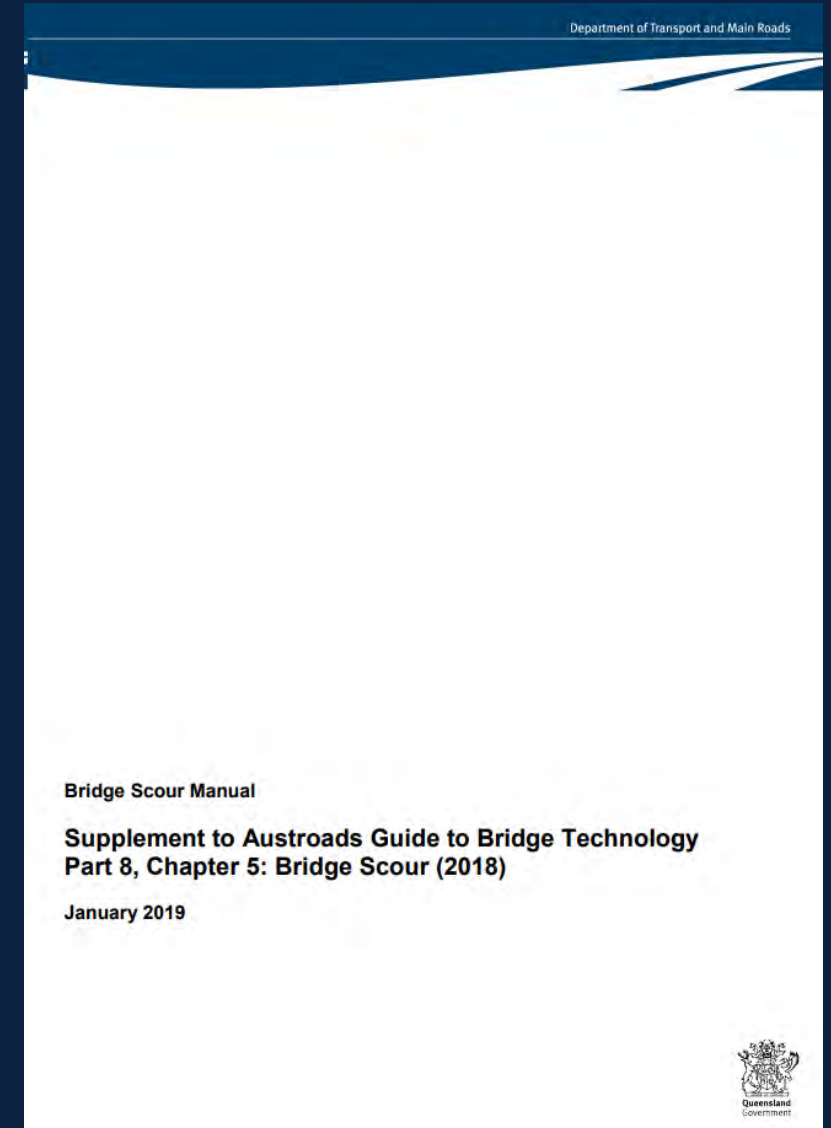 Department of Transport and Main Roads
Bridge Scour Manual
Supplement to Austroads Guide to Bridge Technology
Part 8, Chapter 5: Bridge Scour (2018)
January 2019
Queensland
Government